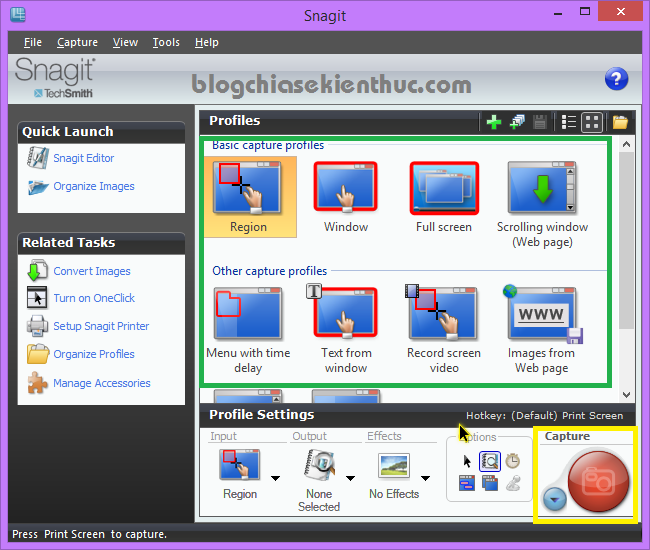 Snagit
File Capture View Tools Help
Snagit®
TechSmith®
blogchiasekienthuc.com
?
Quick Launch
Snagit Editor
Organize Images
Related Tasks
Convert Images
Turn on OneClick
Setup Snagit Printer
Organize Profiles
Manage Accessories
Profiles
Basic capture profiles
Region
Window
Full screen
Scrolling window
(Web page)
Other capture profiles
Menu with time
delay
T
Text from
window
Record screen
video
WWW
Images from
Web page
Profile Settings
Hotkey: (Default) Print Screen
Input
Region
Output
None
Selected
Effects
No Effects
Options
Capture
Press Print Screen to capture.